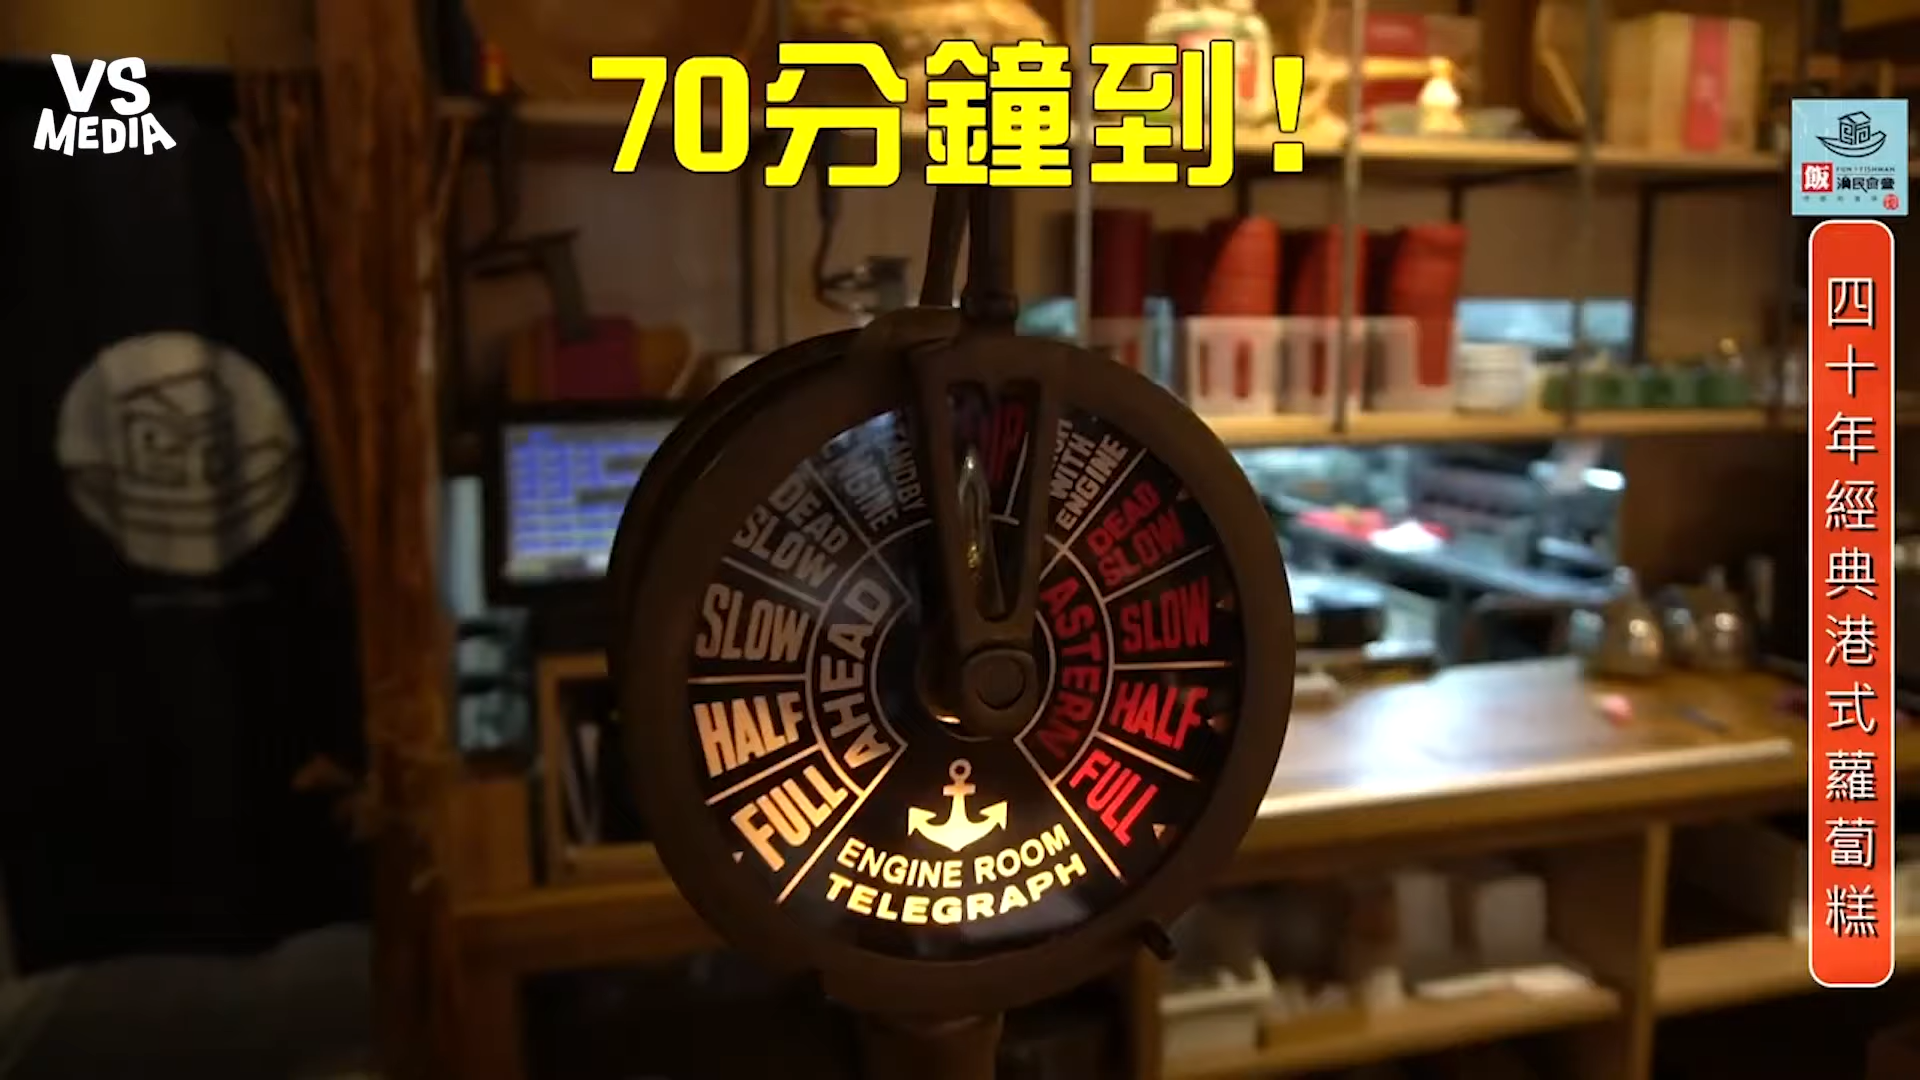 VS
MEDIA
70分鐘到!
飯
漁民食堂
四十年經典港式蘿蔔糕
WITH
ENGINE
STANDBY
ENGINE
DEAD
SLOW
DEAD
SLOW
SLOW
SLOW
AHEAD
ASTERN
HALF
HALF
FULL
FULL
ENGINE ROOM
TELEGRAPH